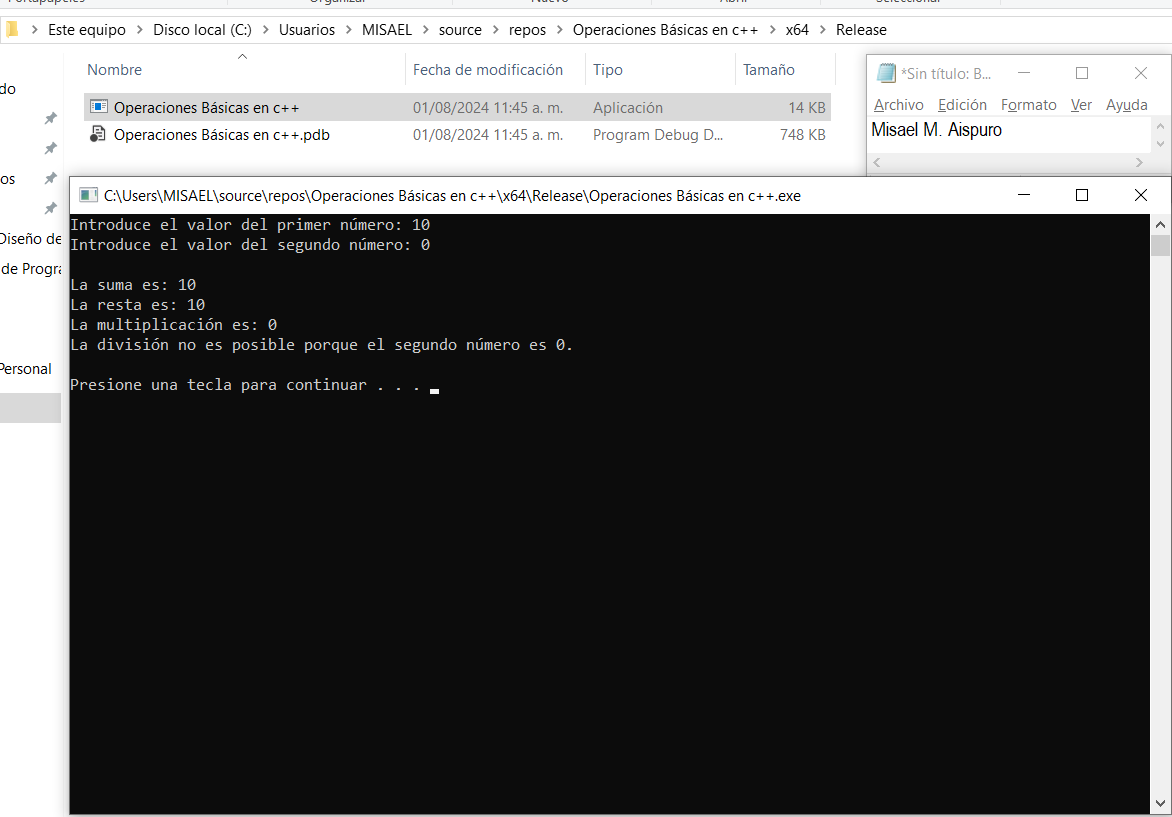 Este equipo > Disco local (C:) > Usuarios > MISAEL > source > repos > Operaciones Básicas en c++ > x64 > Release
Nombre Fecha de modificación Tipo Tamaño
Operaciones Básicas en c++ 01/08/2024 11:45 a. m. Aplicación 14 KB
Operaciones Básicas en c++.pdb 01/08/2024 11:45 a. m. Program Debug D... 748 KB
do
os
Diseño de
de Progra
Personal
*Sin título: B...
Archivo Edición Formato Ver Ayuda
Misael M. Aispuro
C:\Users\MISAEL\source\repos\Operaciones Básicas en c++\x64\Release\Operaciones Básicas en c++.exe
Introduce el valor del primer número: 10
Introduce el valor del segundo número: 0
La suma es: 10
La resta es: 10
La multiplicación es: 0
La división no es posible porque el segundo número es 0.
Presione una tecla para continuar . . .